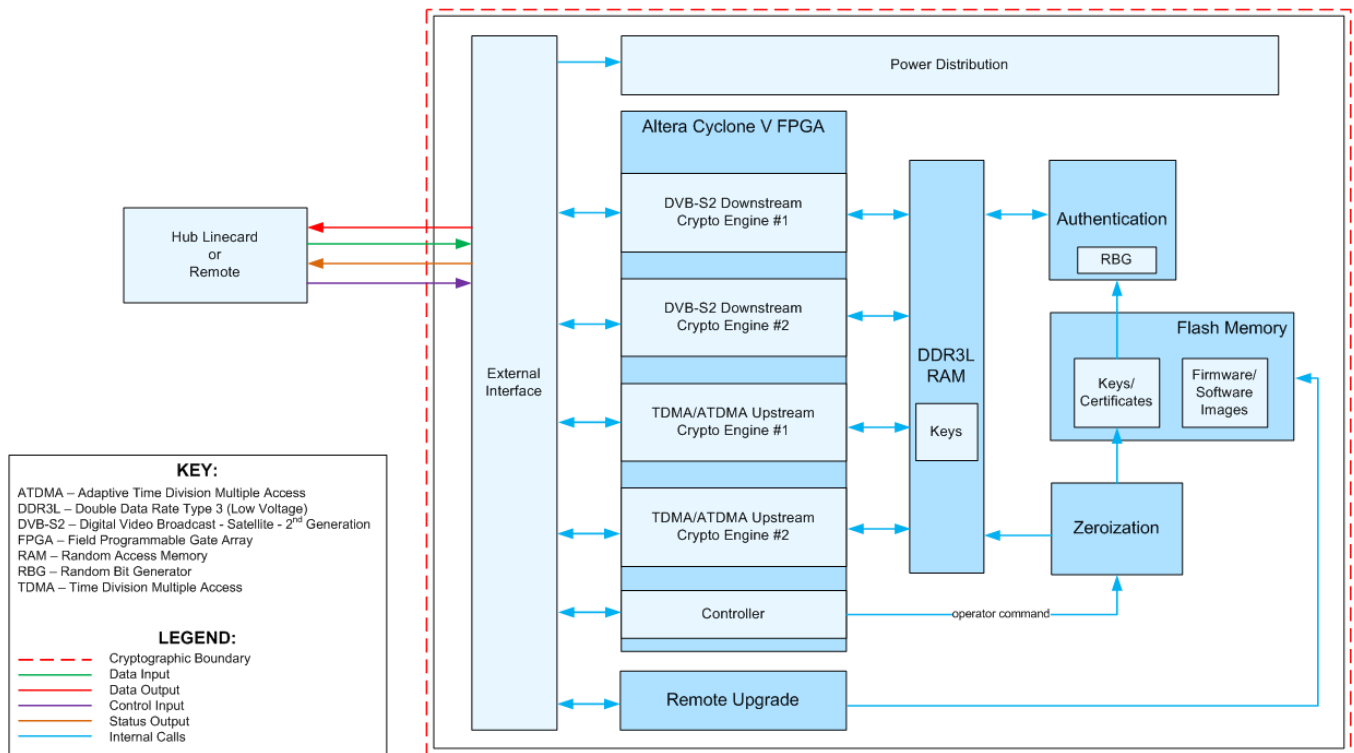 Power Distribution
Altera Cyclone V FPGA
DVB-S2 Downstream
Crypto Engine #1
DVB-S2 Downstream
Crypto Engine #2
TDMA/ATDMA Upstream
Crypto Engine #1
TDMA/ATDMA Upstream
Crypto Engine #2
Controller
Remote Upgrade
Hub Linecard
or
Remote
External
Interface
DDR3L
RAM
Keys
Authentication
RBG
Flash Memory
Keys/
Certificates
Firmware/
Software
Images
Zeroization
operator command
KEY:
ATDMA – Adaptive Time Division Multiple Access
DDR3L – Double Data Rate Type 3 (Low Voltage)
DVB-S2 – Digital Video Broadcast - Satellite - 2nd Generation
FPGA – Field Programmable Gate Array
RAM – Random Access Memory
RBG – Random Bit Generator
TDMA – Time Division Multiple Access
LEGEND:
Cryptographic Boundary
Data Input
Data Output
Control Input
Status Output
Internal Calls